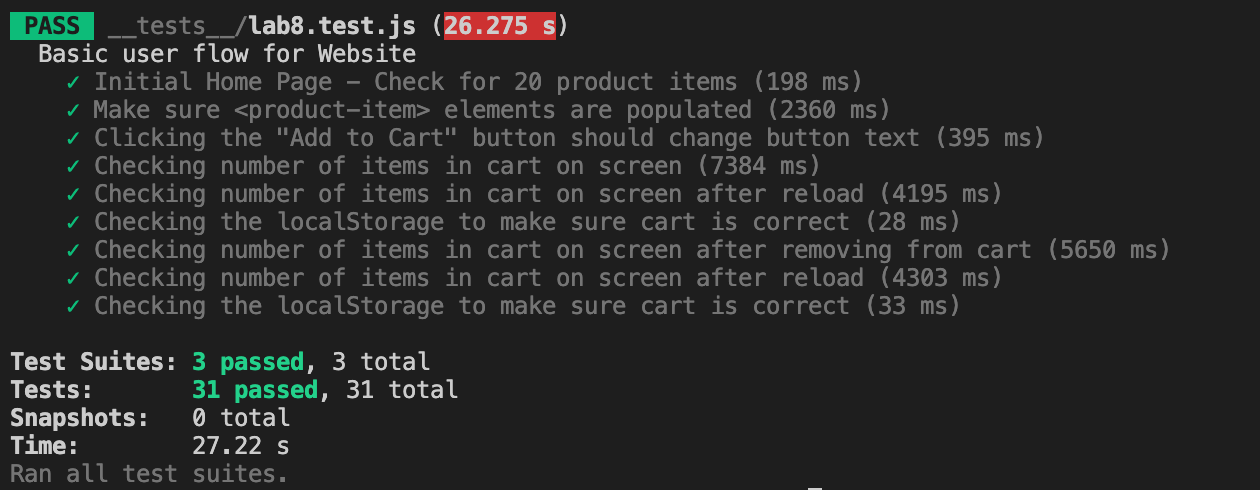 PASS __tests__/lab8.test.js (26.275 s)
Basic user flow for Website
✓ Initial Home Page - Check for 20 product items (198 ms)
✓ Make sure <product-item> elements are populated (2360 ms)
✓ Clicking the "Add to Cart" button should change button text (395 ms)
✓ Checking number of items in cart on screen (7384 ms)
✓ Checking number of items in cart on screen after reload (4195 ms)
✓ Checking the localStorage to make sure cart is correct (28 ms)
✓ Checking number of items in cart on screen after removing from cart (5650 ms)
✓ Checking number of items in cart on screen after reload (4303 ms)
✓ Checking the localStorage to make sure cart is correct (33 ms)
Test Suites: 3 passed, 3 total
Tests: 31 passed, 31 total
Snapshots: 0 total
Time: 27.22 s
Ran all test suites.